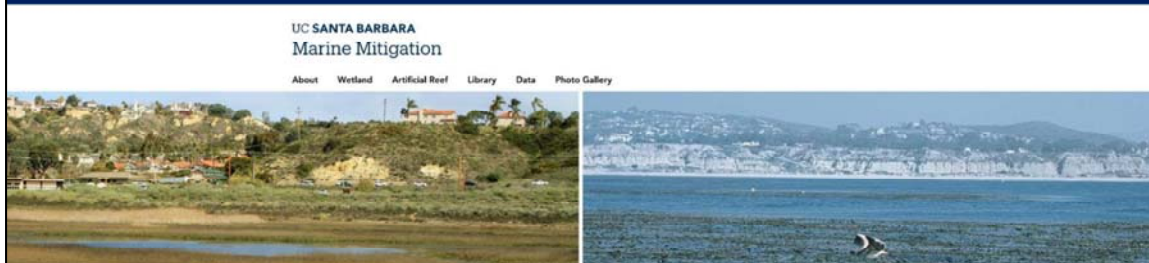 UC SANTA BARBARA
Marine Mitigation
About Wetland Artificial Reef Library Data Photo Gallery